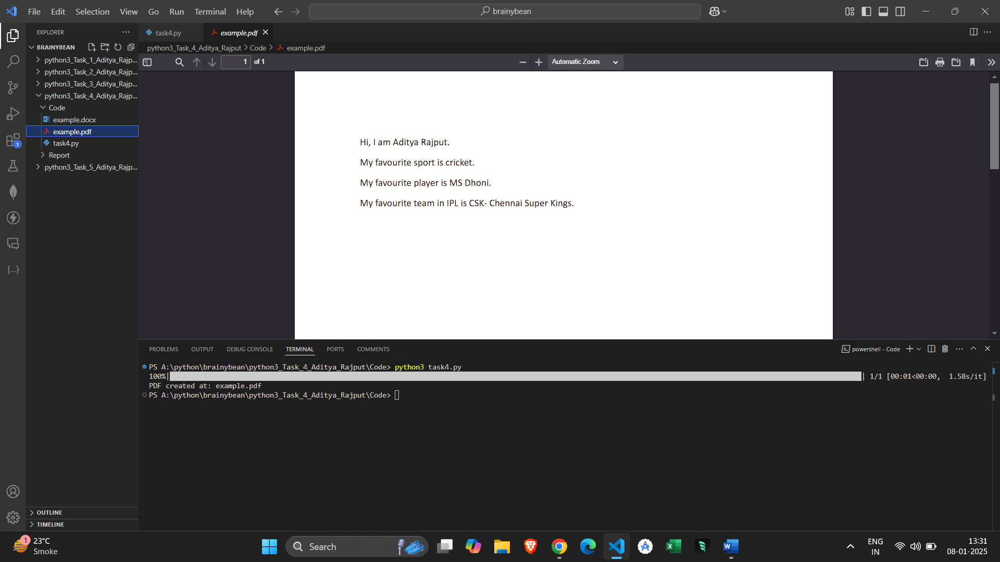 File Edit Selection View Go Run Terminal Help
brainybean
EXPLORER
task4.py
example.pdf
BRAINYBEAN
python3_Task_4_Aditya_Rajput > Code > example.pdf
python3_Task_1_Aditya_Rajp...
python3_Task_2_Aditya_Rajp...
python3_Task_3_Aditya_Rajp...
python3_Task_4_Aditya_Rajp...
Code
example.docx
example.pdf
task4.py
Report
python3_Task_5_Aditya_Rajp...
1
1 of 1
Automatic Zoom
Hi, I am Aditya Rajput.
My favourite sport is cricket.
My favourite player is MS Dhoni.
My favourite team in IPL is CSK- Chennai Super Kings.
PROBLEMS OUTPUT DEBUG CONSOLE TERMINAL PORTS COMMENTS
powershell - Code
PS A:\python\brainybean\python3_Task_4_Aditya_Rajput\Code> python3 task4.py
100%| | 1/1 [00:01<00:00, 1.58s/it]
PDF created at: example.pdf
PS A:\python\brainybean\python3_Task_4_Aditya_Rajput\Code>
OUTLINE
TIMELINE
1
23°C
Smoke
Search
ENG
IN
13:31
08-01-2025